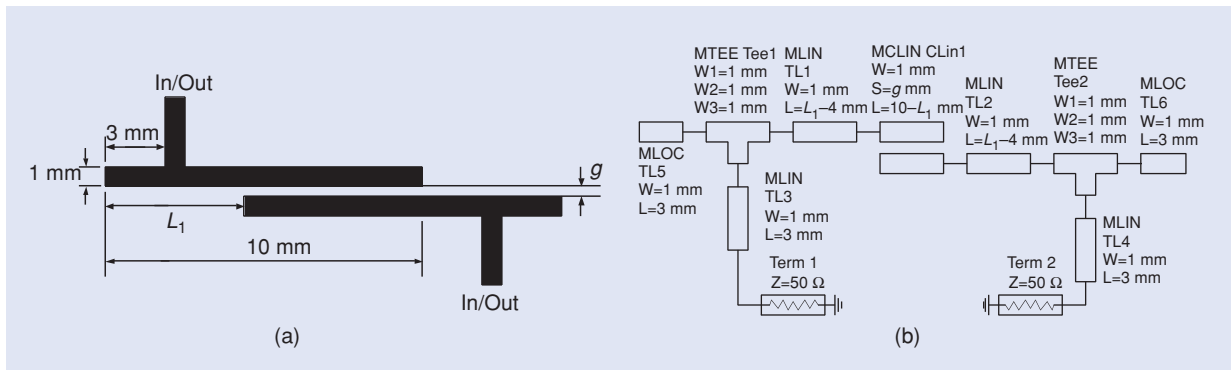 In/Out
3 mm
1 mm
g
L1
10 mm
In/Out
(a)
MTEE Tee1
W1=1 mm
W2=1 mm
W3=1 mm
MLIN
TL1
W=1 mm
L=L1–4 mm
MCLIN CLin1
W=1 mm
S=g mm
L=10–L1 mm
MLIN
TL2
W=1 mm
L=L1–4 mm
MTEE
Tee2
W1=1 mm
W2=1 mm
W3=1 mm
MLOC
TL6
W=1 mm
L=3 mm
MLOC
TL5
W=1 mm
L=3 mm
MLIN
TL3
W=1 mm
L=3 mm
MLIN
TL4
W=1 mm
L=3 mm
Term 1
Z=50 Ω
Term 2
Z=50 Ω
(b)